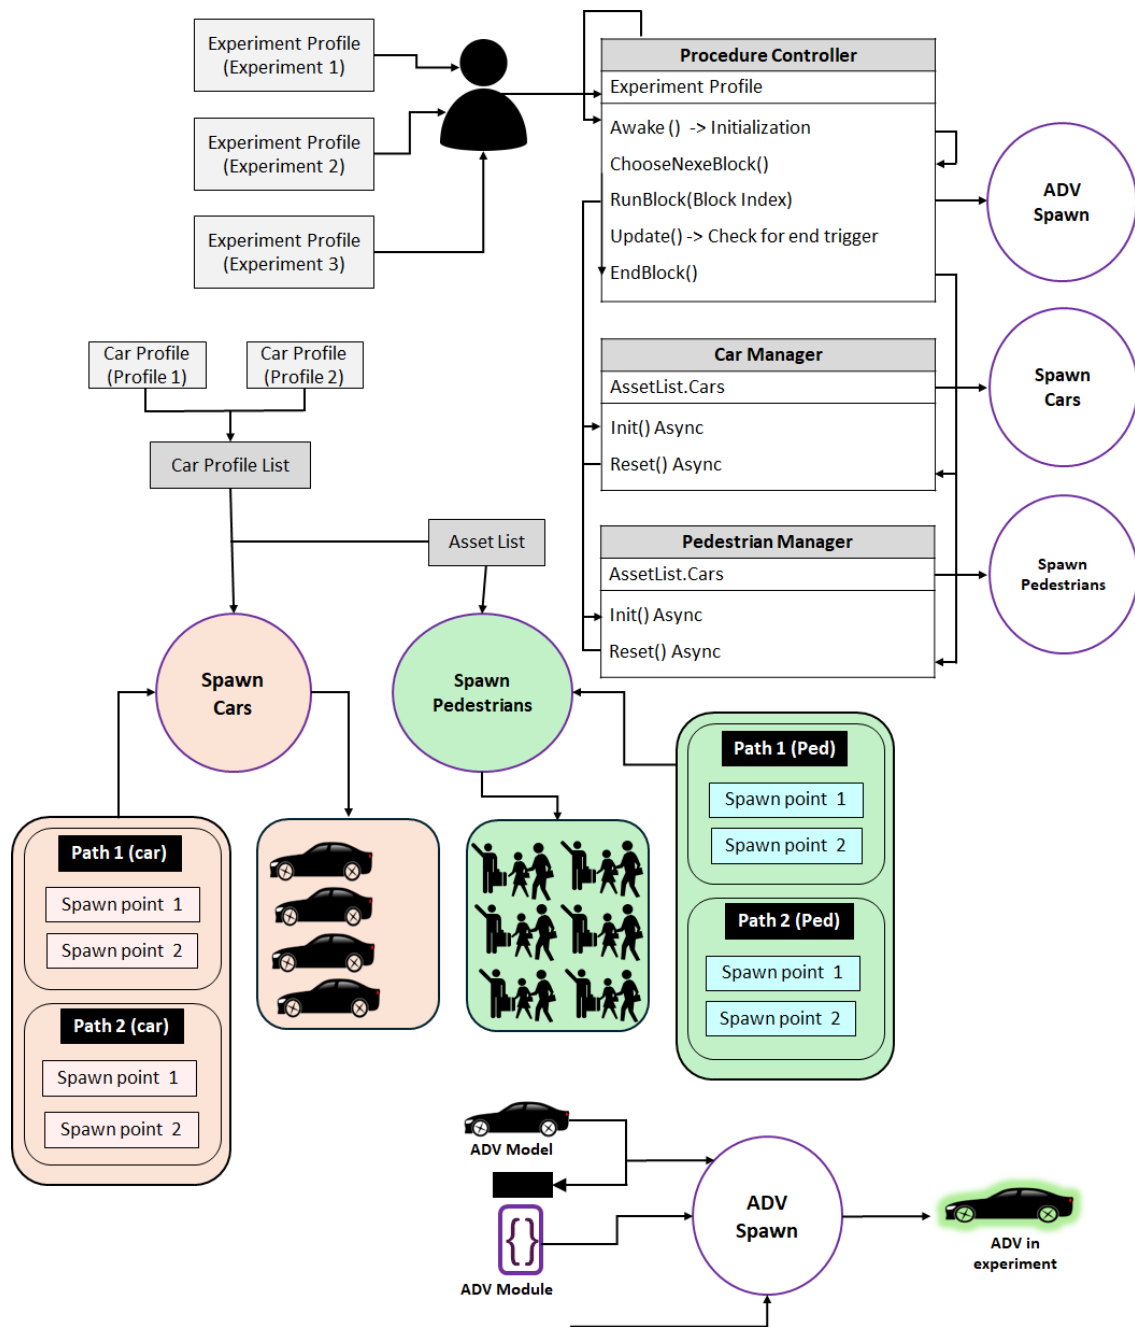 Experiment Profile
(Experiment 1)
Experiment Profile
(Experiment 2)
Experiment Profile
(Experiment 3)
Procedure Controller
Experiment Profile
Awake () -> Initialization
ChooseNexeBlock()
RunBlock(Block Index)
Update() -> Check for end trigger
EndBlock()
ADV
Spawn
Car Manager
AssetList.Cars
Init() Async
Reset() Async
Spawn
Cars
Pedestrian Manager
AssetList.Cars
Init() Async
Reset() Async
Spawn
Pedestrians
Car Profile
(Profile 1)
Car Profile
(Profile 2)
Car Profile List
Asset List
Spawn
Cars
Spawn
Pedestrians
Path 1 (car)
Spawn point 1
Spawn point 2
Path 2 (car)
Spawn point 1
Spawn point 2
Path 1 (Ped)
Spawn point 1
Spawn point 2
Path 2 (Ped)
Spawn point 1
Spawn point 2
ADV Model
{}
ADV Module
ADV
Spawn
ADV in
experiment